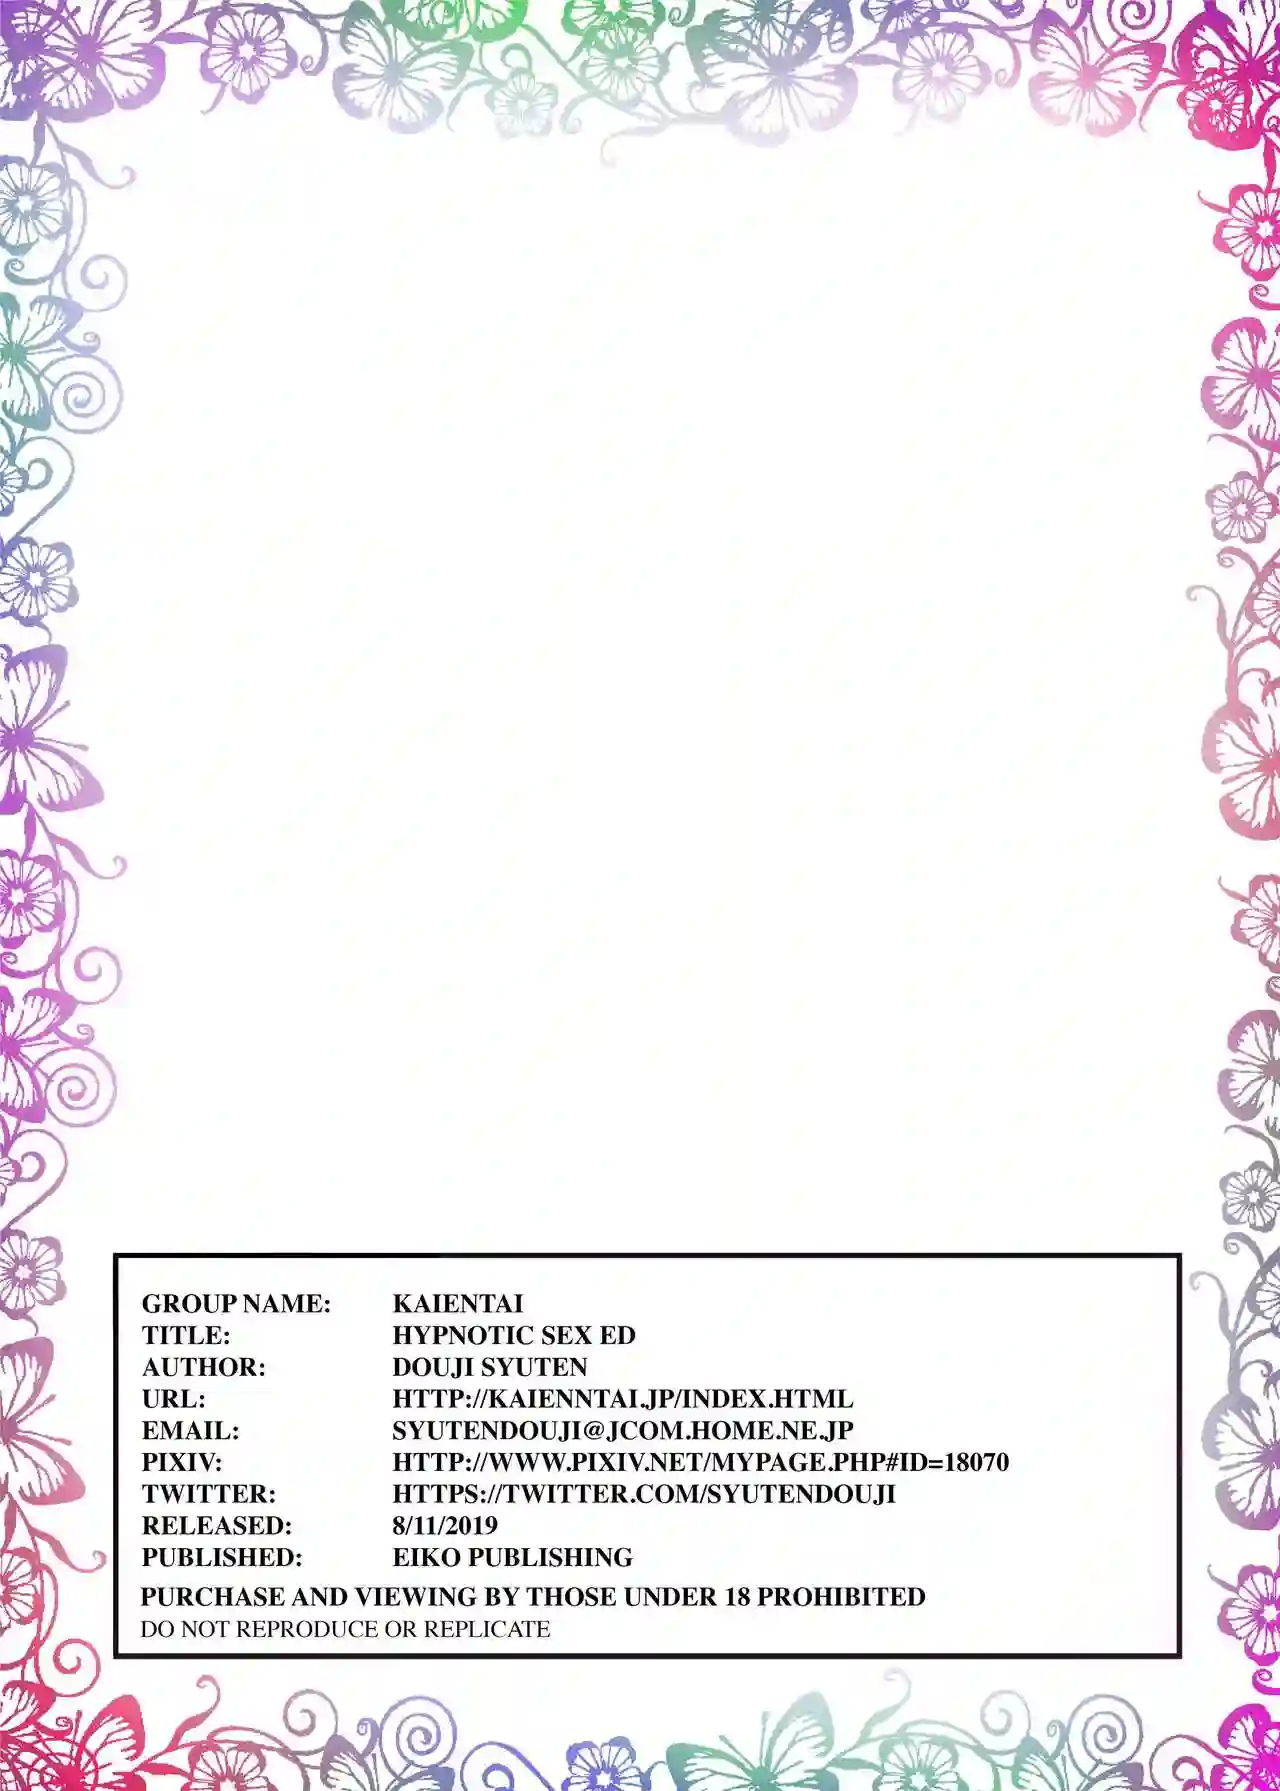 GROUP NAME: KAIENTAI
TITLE: HYPNOTIC SEX ED
AUTHOR: DOUJI SYUTEN
URL: HTTP://KAIENNTAI.JP/INDEX.HTML
EMAIL: SYUTENDOUJI@JCOM.HOME.NE.JP
PIXIV: HTTP://WWW.PIXIV.NET/MYPAGE.PHP#ID=18070
TWITTER: HTTPS://TWITTER.COM/SYUTENDOUJI
RELEASED: 8/11/2019
PUBLISHED: EIKO PUBLISHING
PURCHASE AND VIEWING BY THOSE UNDER 18 PROHIBITED
DO NOT REPRODUCE OR REPLICATE